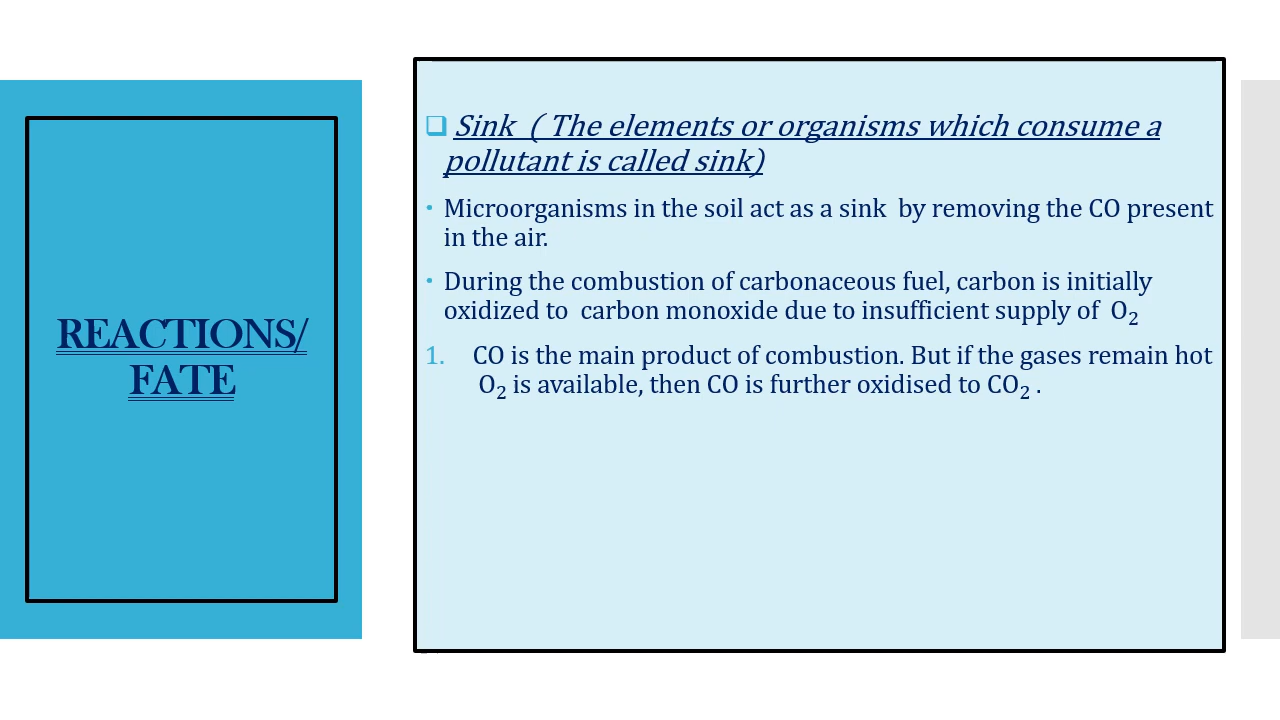 REACTIONS/
FATE
Sink ( The elements or organisms which consume a
pollutant is called sink)
• Microorganisms in the soil act as a sink by removing the CO present
in the air.
• During the combustion of carbonaceous fuel, carbon is initially
oxidized to carbon monoxide due to insufficient supply of O₂
1. CO is the main product of combustion. But if the gases remain hot
O₂ is available, then CO is further oxidised to CO₂ .